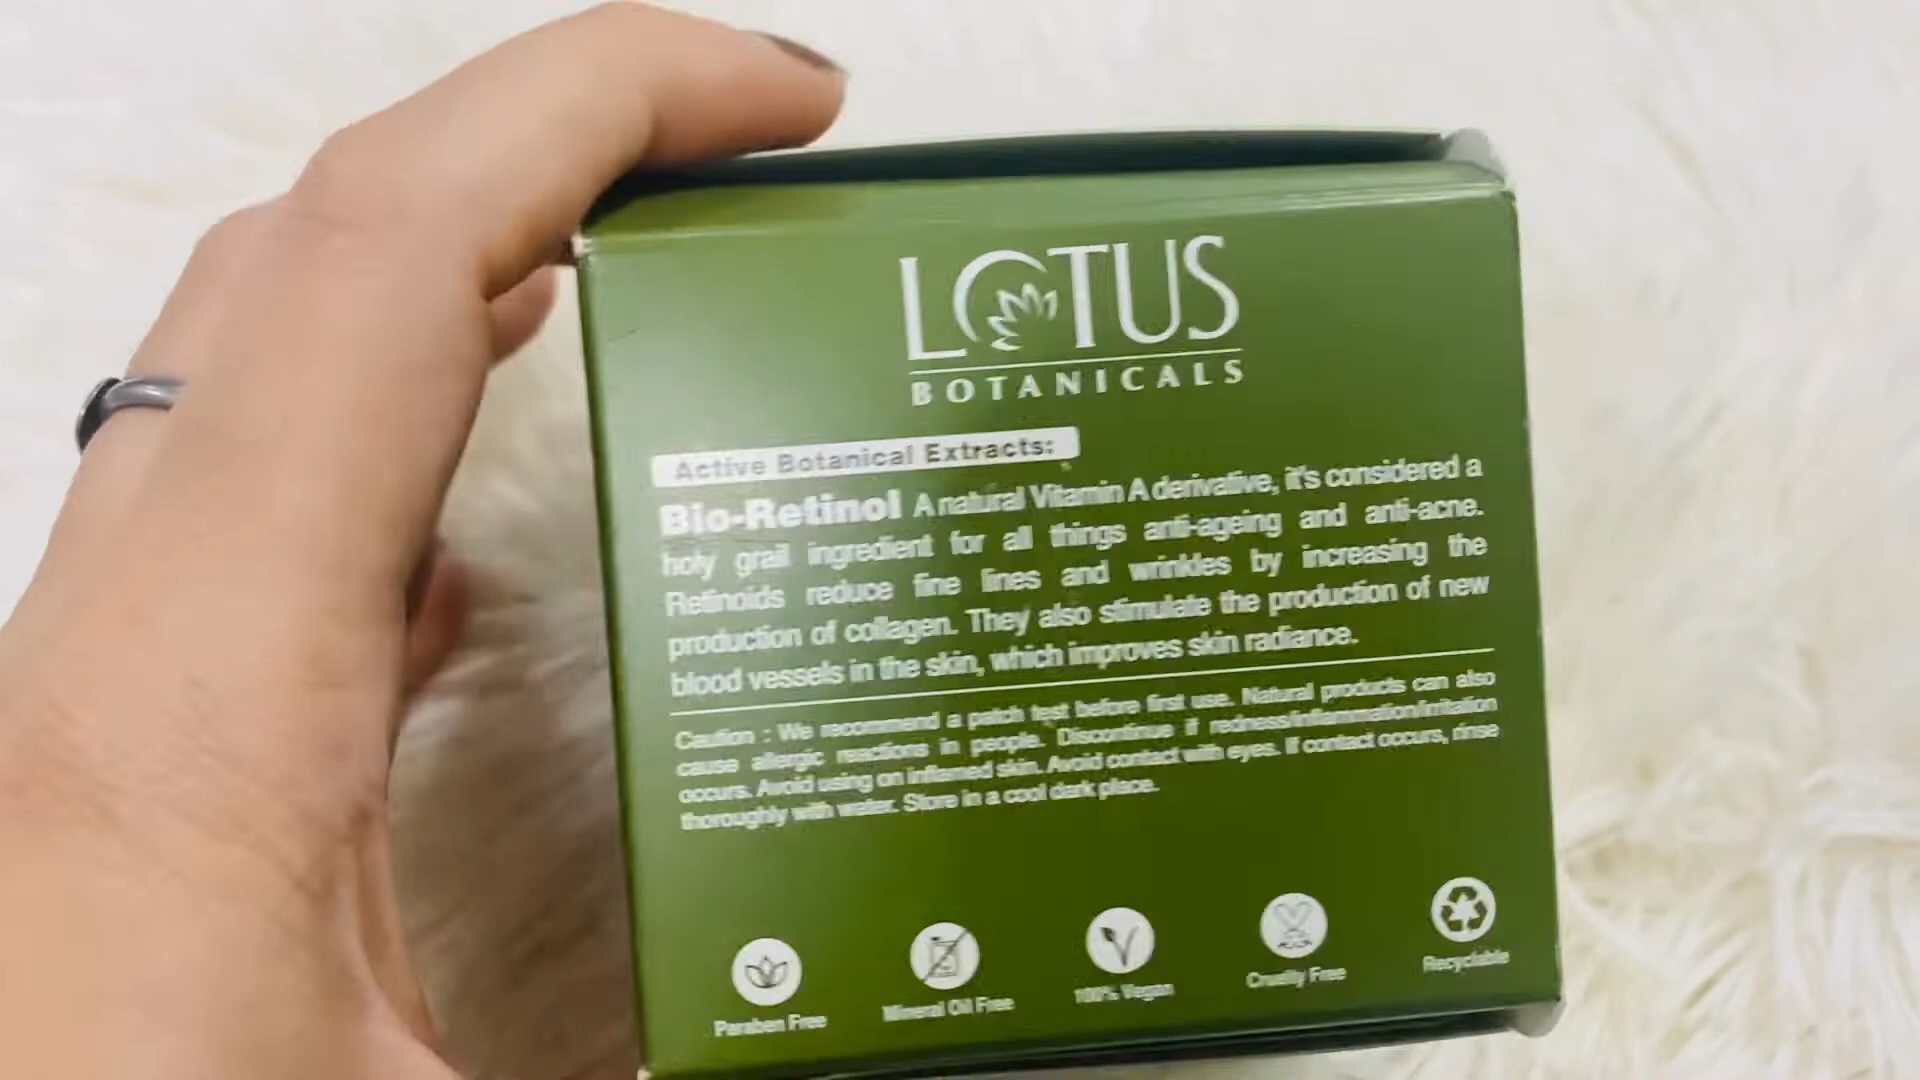 LOTUS
BOTANICALS
Active Botanical Extracts:
Bio-Retinol A natural Vitamin A derivative, it's considered a
holy grail ingredient for all things anti-ageing and anti-acne.
Retinoids reduce fine lines and wrinkles by increasing the
production of collagen. They also stimulate the production of new
blood vessels in the skin, which improves skin radiance.
Caution : We recommend a patch test before first use. Natural products can also
cause allergic reactions in people. Discontinue if redness/inflammation/irritation
occurs. Avoid using on inflamed skin. Avoid contact with eyes. If contact occurs, rinse
thoroughly with water. Store in a cool dark place.
Paraben Free
Mineral Oil Free
100% Vegan
Cruelty Free
Recyclable